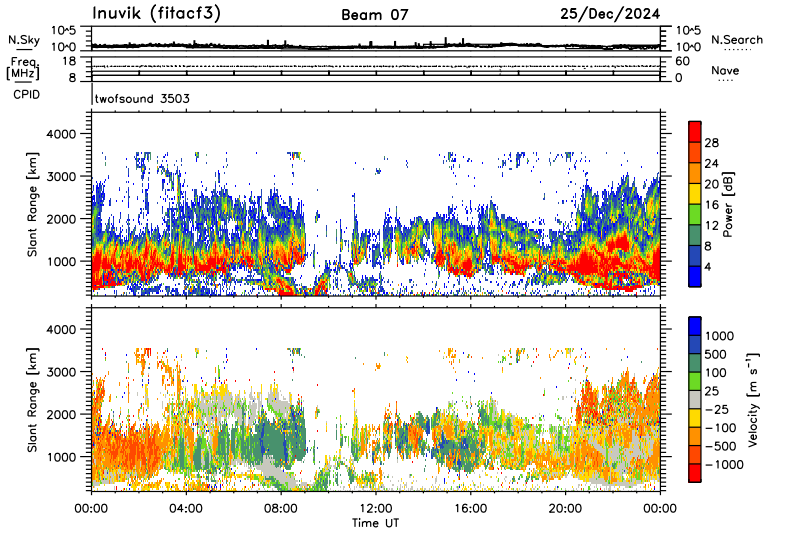 Inuvik (fitacf3) Beam 07 25/Dec/2024
N.Sky 10^5 10^0 10^5 10^0 N.Search
Freq. [MHz] 18 8 60 0 Nave
CPID twofsound 3503
Slant Range [km] 4000 3000 2000 1000
Power [dB] 28 24 20 16 12 8 4
Slant Range [km] 4000 3000 2000 1000
Velocity [m s^-1] 1000 500 100 25 -25 -100 -500 -1000
00:00 04:00 08:00 12:00 16:00 20:00 00:00
Time UT